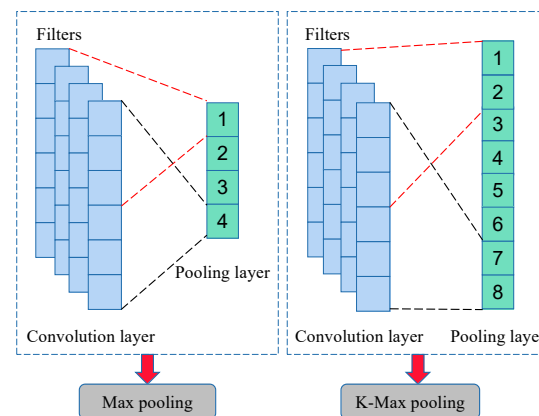 Filters
1
2
3
4
Pooling layer
Convolution layer
Max pooling
Filters
1
2
3
4
5
6
7
8
Convolution layer
Pooling laye
K-Max pooling